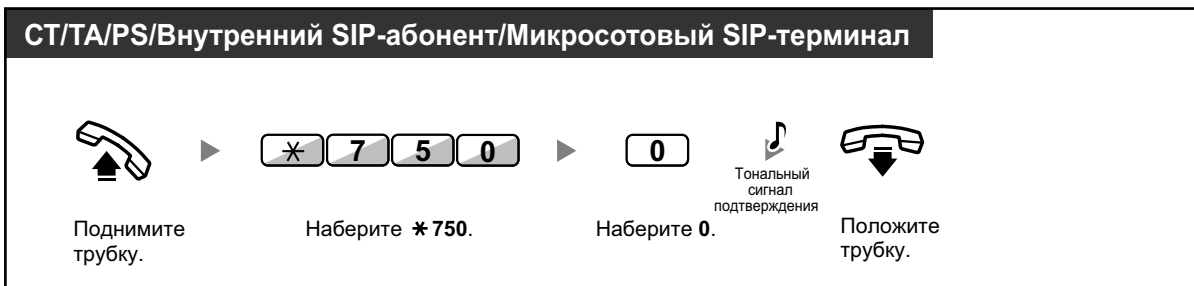 СТ/ТА/PS/Внутренний SIP-абонент/Микросотовый SIP-терминал
* 7 5 0
0
Тональный
сигнал
подтверждения
Поднимите
трубку.
Наберите *750.
Наберите 0.
Положите
трубку.